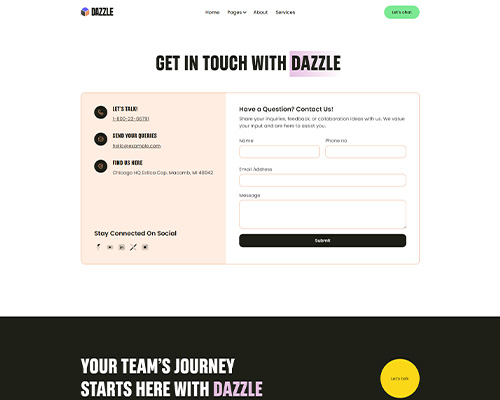 DAZZLE
Home Pages About Services
Let's chat
GET IN TOUCH WITH DAZZLE
LET'S TALK!
1-800-22-66791
SEND YOUR QUERIES
hello@example.com
FIND US HERE
Chicago HQ Estica Cop. Macomb, MI 48042
Stay Connected On Social
Have a Question? Contact Us!
Share your inquiries, feedback, or collaboration ideas with us. We value
your input and are here to assist you.
Name Phone no
Email Address
Message
Submit
YOUR TEAM'S JOURNEY
STARTS HERE WITH DAZZLE
Let's talk